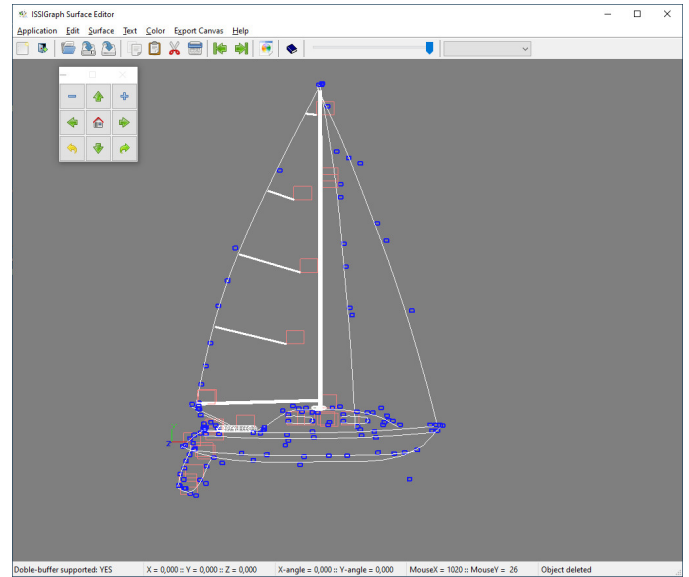 ISSIGraph Surface Editor
Application Edit Surface Text Color Export Canvas Help
Z
Doble-buffer supported: YES X = 0,000 :: Y = 0,000 :: Z = 0,000 X-angle = 0,000 :: Y-angle = 0,000 MouseX = 1020 :: MouseY = 26 Object deleted